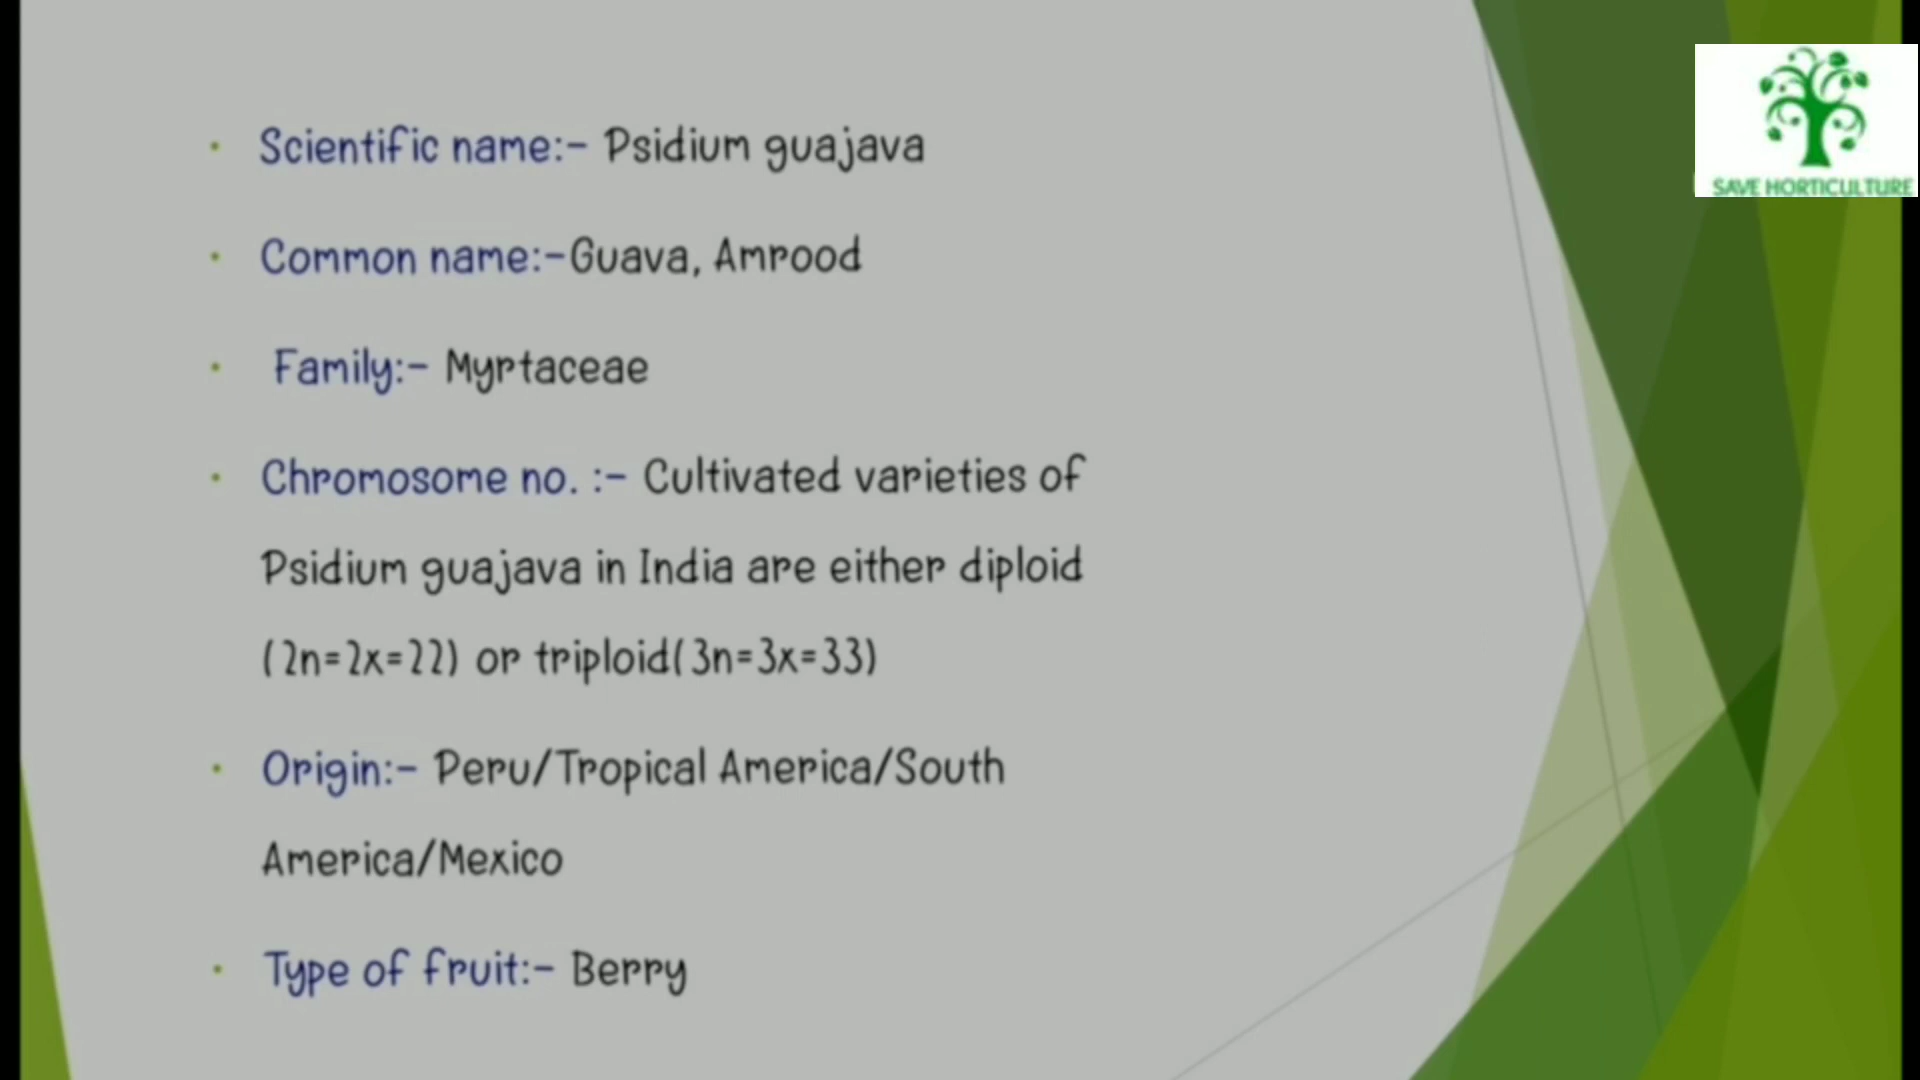 SAVE HORTICULTURE
• Scientific name:- Psidium guajava
• Common name:-Guava, Amrood
• Family:- Myrtaceae
• Chromosome no. :- Cultivated varieties of
Psidium guajava in India are either diploid
(2n=2x=22) or triploid(3n=3x=33)
• Origin:- Peru/Tropical America/South
America/Mexico
• Type of fruit:- Berry